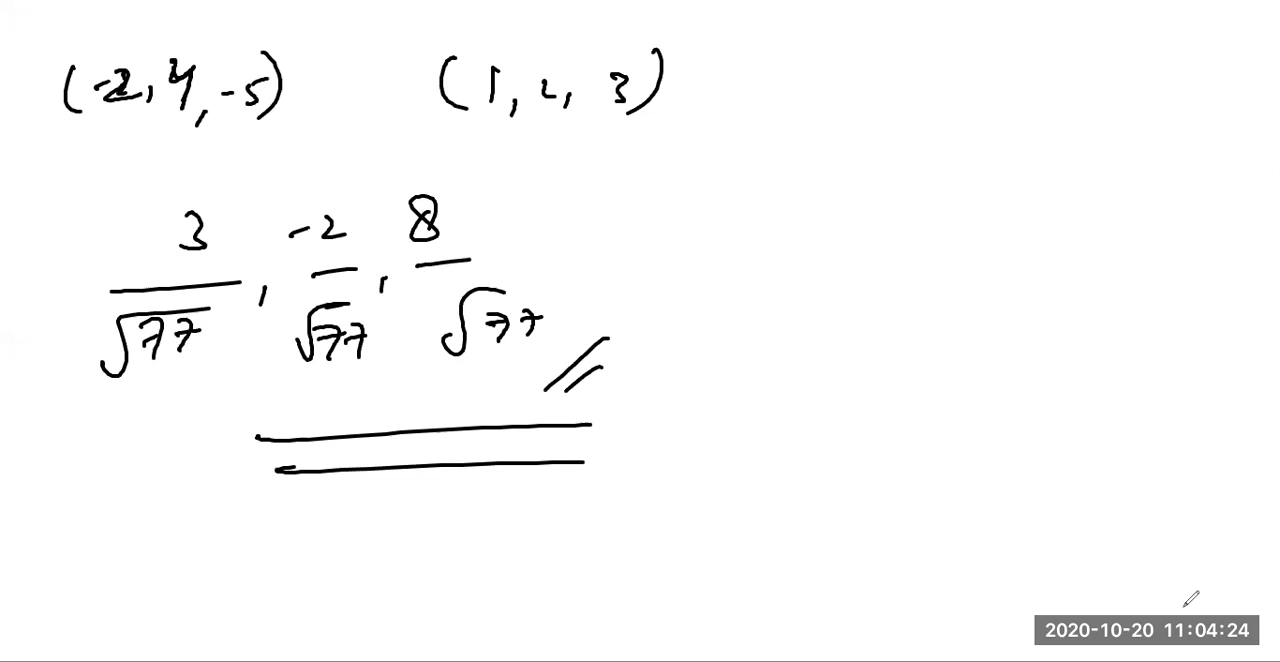 (-2, 4, -5) (1, 2, 3)
3/√77, -2/√77, 8/√77 //
2020-10-20 11:04:24